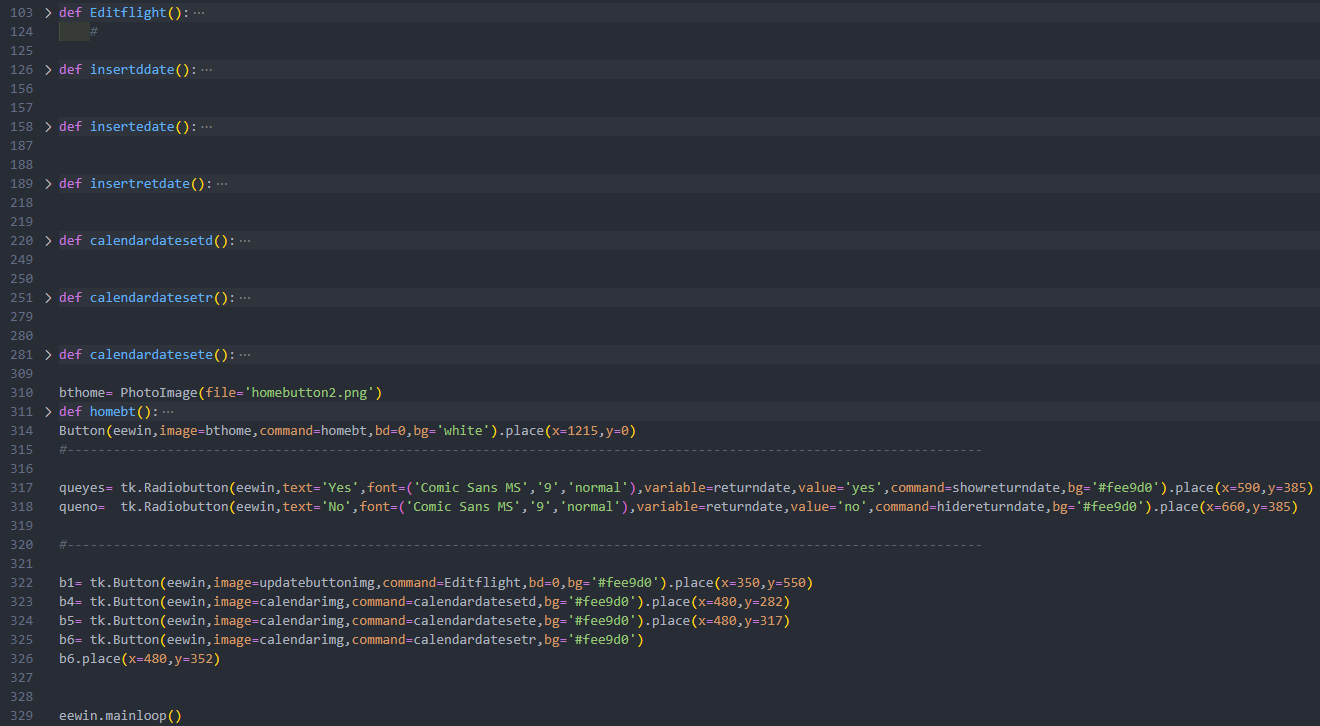 103 > def Editflight(): ···
124 #
125
126 > def insertddate(): ···
156
157
158 > def insertedate(): ···
187
188
189 > def insertretdate(): ···
218
219
220 > def calendardatesetd(): ···
249
250
251 > def calendardatesetr(): ···
279
280
281 > def calendardatesete(): ···
309
310 bthome= PhotoImage(file='homebutton2.png')
311 > def homebt(): ···
314 Button(eewin,image=bthome,command=homebt,bd=0,bg='white').place(x=1215,y=0)
315 #-----------------------------------------------------------------------------------------------------------------------
316
317 queyes= tk.Radiobutton(eewin,text='Yes',font=('Comic Sans MS','9','normal'),variable=returndate,value='yes',command=showreturndate,bg='#fee9d0').place(x=590,y=385)
318 queno=  tk.Radiobutton(eewin,text='No',font=('Comic Sans MS','9','normal'),variable=returndate,value='no',command=hidereturndate,bg='#fee9d0').place(x=660,y=385)
319
320 #-----------------------------------------------------------------------------------------------------------------------
321
322 b1= tk.Button(eewin,image=updatebuttonimg,command=Editflight,bd=0,bg='#fee9d0').place(x=350,y=550)
323 b4= tk.Button(eewin,image=calendarimg,command=calendardatesetd,bg='#fee9d0').place(x=480,y=282)
324 b5= tk.Button(eewin,image=calendarimg,command=calendardatesete,bg='#fee9d0').place(x=480,y=317)
325 b6= tk.Button(eewin,image=calendarimg,command=calendardatesetr,bg='#fee9d0')
326 b6.place(x=480,y=352)
327
328
329 eewin.mainloop()